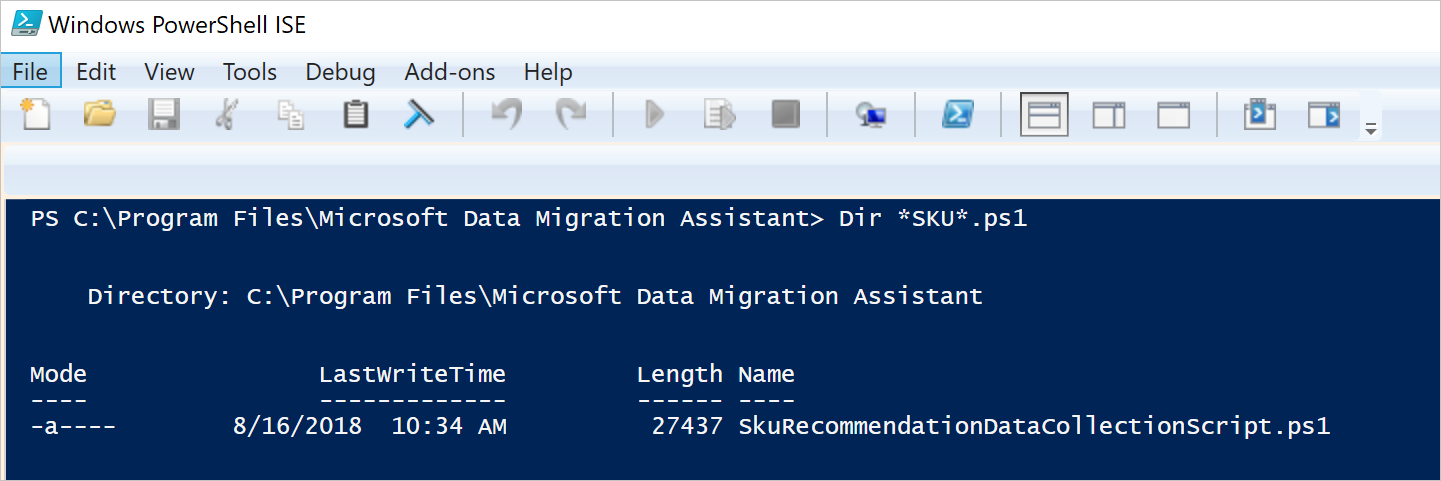 Windows PowerShell ISE
File Edit View Tools Debug Add-ons Help
PS C:\Program Files\Microsoft Data Migration Assistant> Dir *SKU*.ps1
Directory: C:\Program Files\Microsoft Data Migration Assistant
Mode LastWriteTime Length Name
---- ------------- ------ ----
-a---- 8/16/2018 10:34 AM 27437 SkuRecommendationDataCollectionScript.ps1